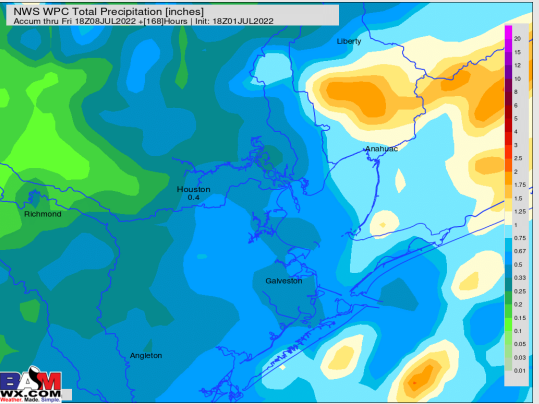 NWS WPC Total Precipitation [inches]
Accum thru Fri 18Z08JUL2022 +[168]Hours | Init: 18Z01JUL2022
Liberty
Anahuac
Houston
0.4
Richmond
Galveston
Angleton
20
15
12
10
8
6
5
4
3
2.5
2
1.75
1.5
1.25
1
0.75
0.67
0.5
0.33
0.25
0.2
0.15
0.1
0.05
0.03
0.01
BAM
WX.COM
Weather. Made. Simple.